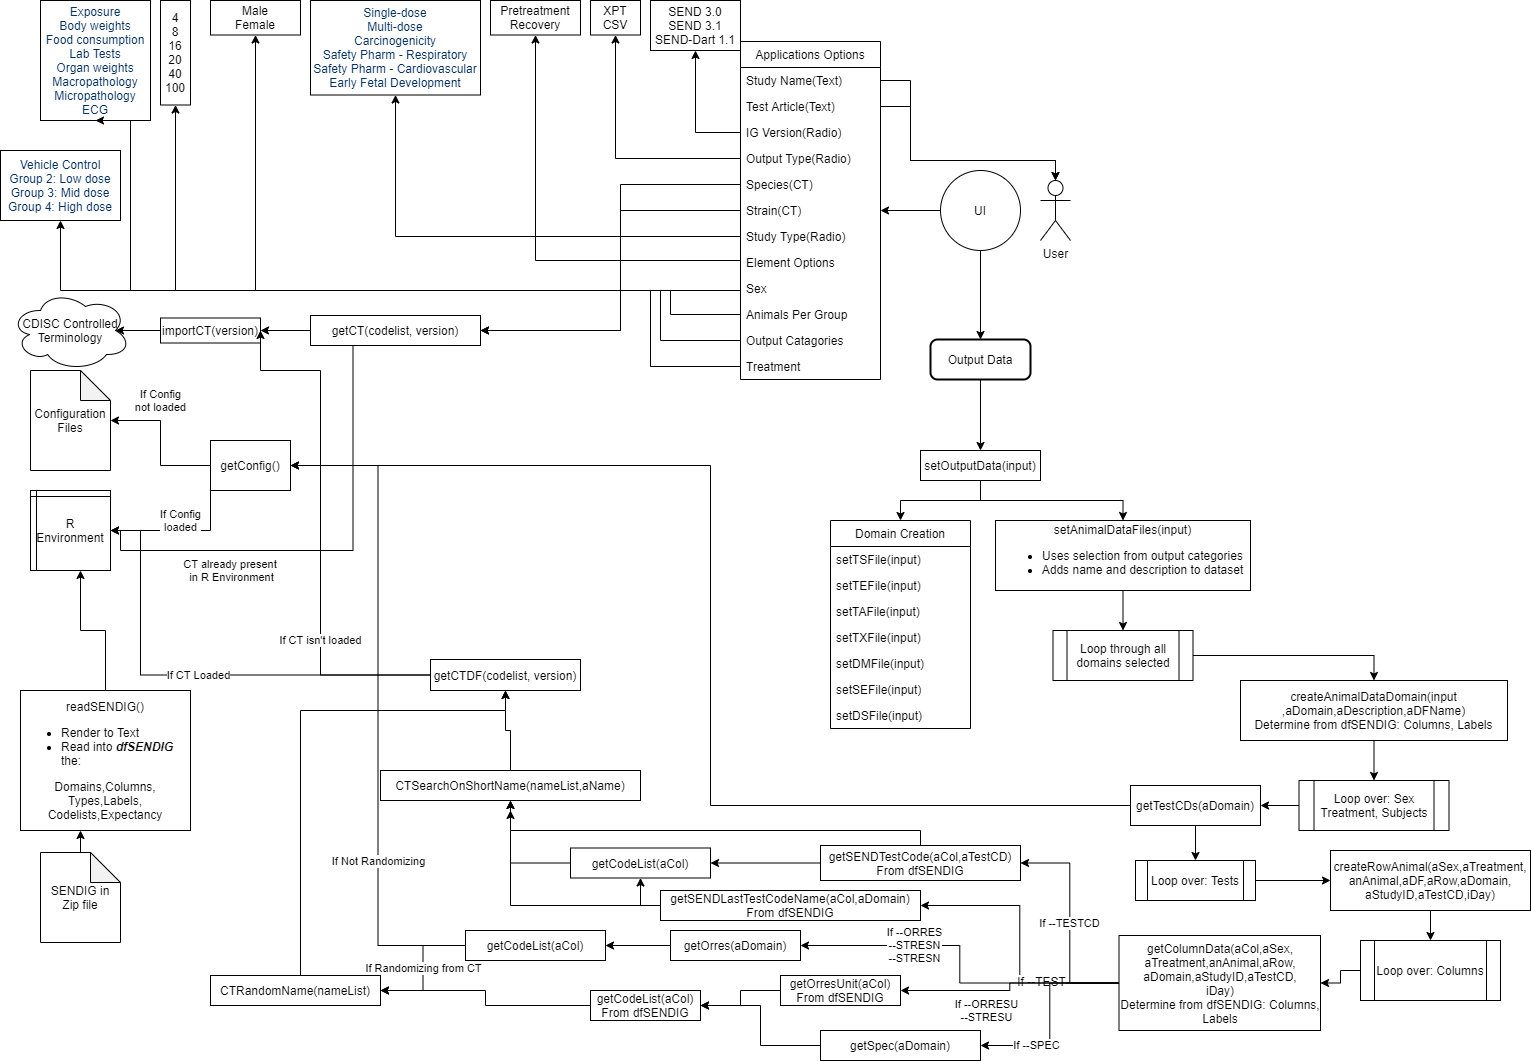 Exposure
Body weights
Food consumption
Lab Tests
Organ weights
Macropathology
Micropathology
ECG
4
8
16
20
40
100
Male
Female
Single-dose
Multi-dose
Carcinogenicity
Safety Pharm - Respiratory
Safety Pharm - Cardiovascular
Early Fetal Development
Pretreatment
Recovery
XPT
CSV
SEND 3.0
SEND 3.1
SEND-Dart 1.1
Applications Options
Study Name(Text)
Test Article(Text)
IG Version(Radio)
Output Type(Radio)
Species(CT)
Strain(CT)
Study Type(Radio)
Element Options
Sex
Animals Per Group
Output Catagories
Treatment
Vehicle Control
Group 2: Low dose
Group 3: Mid dose
Group 4: High dose
UI
User
CDISC Controlled
Terminology
importCT(version)
getCT(codelist, version)
Output Data
Configuration
Files
If Config
not loaded
getConfig()
setOutputData(input)
R
Environment
If Config
loaded
CT already present
in R Environment
Domain Creation
setTSFile(input)
setTEFile(input)
setTAFile(input)
setTXFile(input)
setDMFile(input)
setSEFile(input)
setDSFile(input)
setAnimalDataFiles(input)
• Uses selection from output categories
• Adds name and description to dataset
Loop through all
domains selected
If CT isn't loaded
If CT Loaded
getCTDF(codelist, version)
readSENDIG()
• Render to Text
• Read into dfSENDIG
the:
Domains,Columns,
Types,Labels,
Codelists,Expectancy
createAnimalDataDomain(input
,aDomain,aDescription,aDFName)
Determine from dfSENDIG: Columns, Labels
CTSearchOnShortName(nameList,aName)
getTestCDs(aDomain)
Loop over: Sex
Treatment, Subjects
SENDIG in
Zip file
If Not Randomizing
getCodeList(aCol)
getSENDTestCode(aCol,aTestCD)
From dfSENDIG
Loop over: Tests
createRowAnimal(aSex,aTreatment,
anAnimal,aDF,aRow,aDomain,
aStudyID,aTestCD,iDay)
getSENDLastTestCodeName(aCol,aDomain)
From dfSENDIG
If --TESTCD
getCodeList(aCol)
getOrres(aDomain)
If --ORRES
--STRESN
--STRESN
getColumnData(aCol,aSex,
aTreatment,anAnimal,aRow,
aDomain,aStudyID,aTestCD,
iDay)
Determine from dfSENDIG: Columns,
Labels
Loop over: Columns
If Randomizing from CT
If --TEST
CTRandomName(nameList)
getCodeList(aCol)
From dfSENDIG
getOrresUnit(aCol)
From dfSENDIG
If --ORRESU
--STRESU
getSpec(aDomain)
If --SPEC